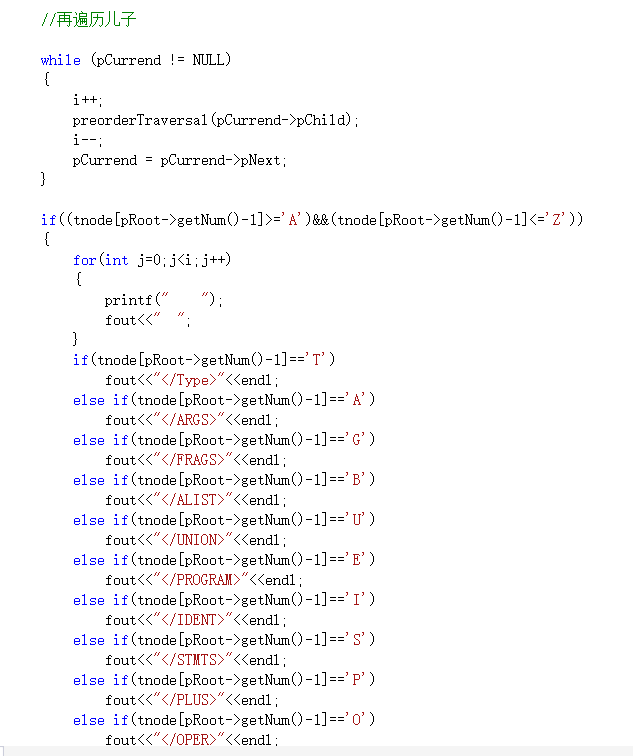 //再遍历儿子
while (pCurrend != NULL)
{
i++;
preorderTraversal(pCurrend->pChild);
i--;
pCurrend = pCurrend->pNext;
}
if((tnode[pRoot->getNum()-1]>='A')&&(tnode[pRoot->getNum()-1]<='Z'))
{
for(int j=0;j<i;j++)
{
printf("    ");
fout<<"  ";
}
if(tnode[pRoot->getNum()-1]=='T')
fout<<"</Type>"<<endl;
else if(tnode[pRoot->getNum()-1]=='A')
fout<<"</ARGS>"<<endl;
else if(tnode[pRoot->getNum()-1]=='G')
fout<<"</FRAGS>"<<endl;
else if(tnode[pRoot->getNum()-1]=='B')
fout<<"</ALIST>"<<endl;
else if(tnode[pRoot->getNum()-1]=='U')
fout<<"</UNION>"<<endl;
else if(tnode[pRoot->getNum()-1]=='E')
fout<<"</PROGRAM>"<<endl;
else if(tnode[pRoot->getNum()-1]=='I')
fout<<"</IDENT>"<<endl;
else if(tnode[pRoot->getNum()-1]=='S')
fout<<"</STMTS>"<<endl;
else if(tnode[pRoot->getNum()-1]=='P')
fout<<"</PLUS>"<<endl;
else if(tnode[pRoot->getNum()-1]=='O')
fout<<"</OPER>"<<endl;